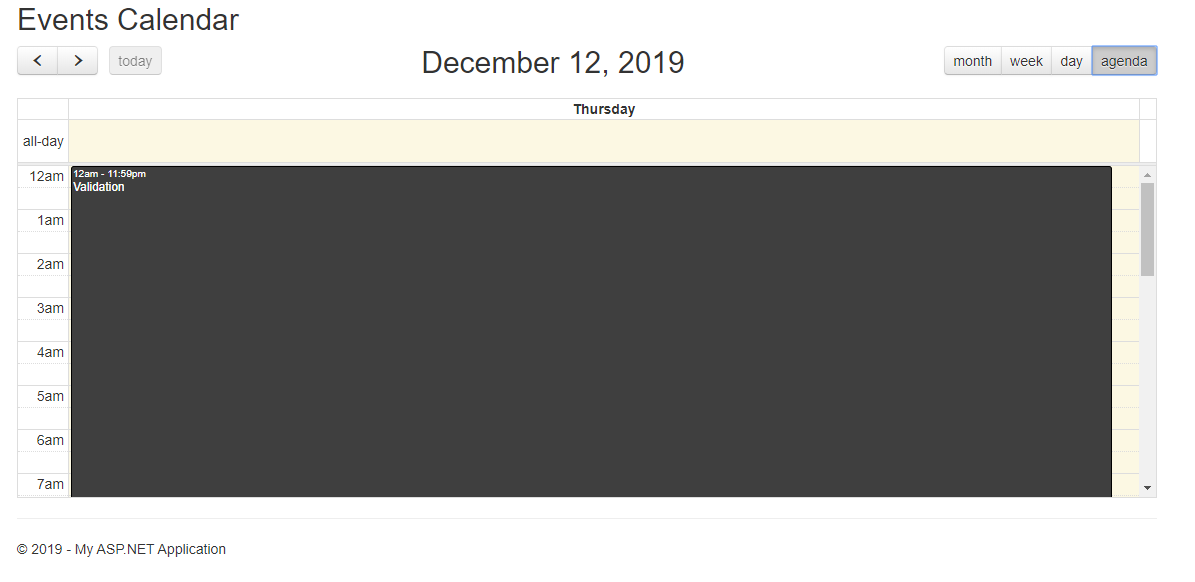 Events Calendar
today
December 12, 2019
month week day agenda
Thursday
all-day
12am
12am - 11:59pm
Validation
1am
2am
3am
4am
5am
6am
7am
© 2019 - My ASP.NET Application